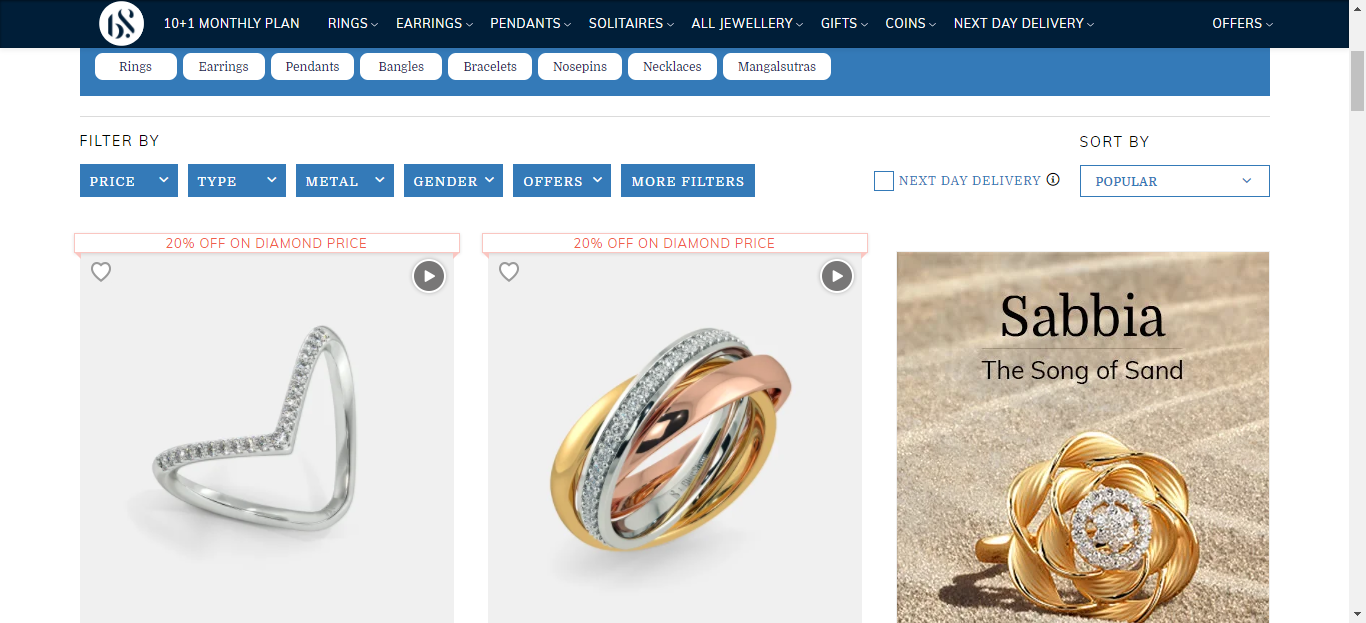 BS
10+1 MONTHLY PLAN RINGS EARRINGS PENDANTS SOLITAIRES ALL JEWELLERY GIFTS COINS NEXT DAY DELIVERY OFFERS
Rings Earrings Pendants Bangles Bracelets Nosepins Necklaces Mangalsutras
FILTER BY
SORT BY
PRICE TYPE METAL GENDER OFFERS MORE FILTERS
NEXT DAY DELIVERY
POPULAR
20% OFF ON DIAMOND PRICE
20% OFF ON DIAMOND PRICE
Sabbia
The Song of Sand